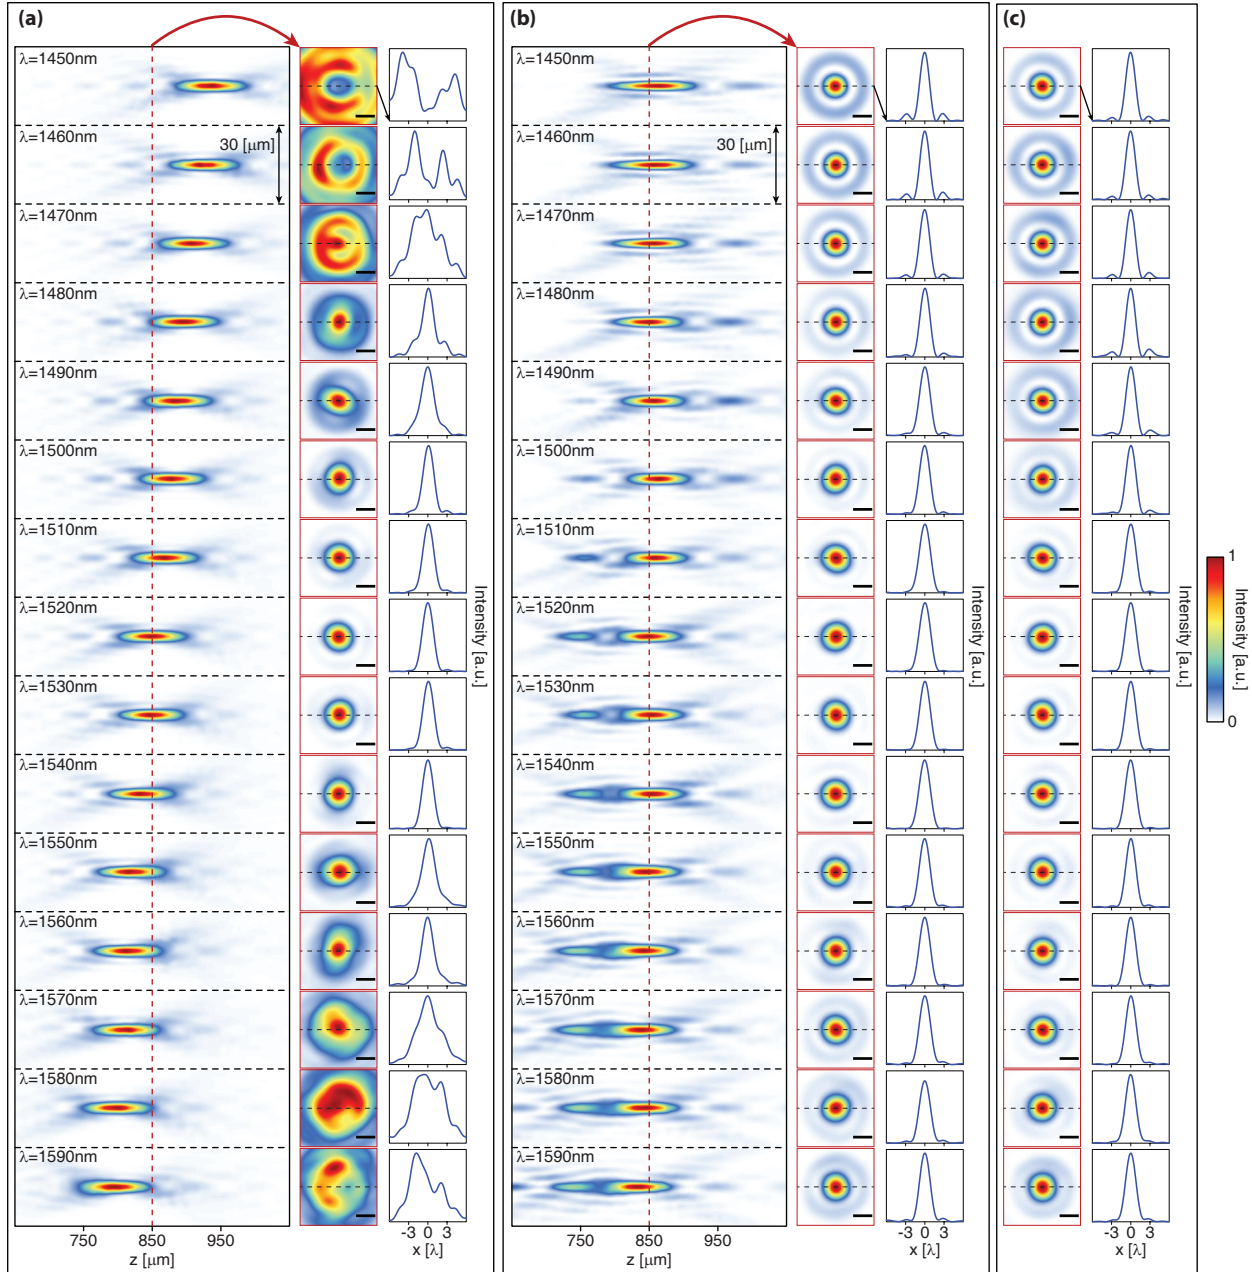 (a)
λ=1450nm
λ=1460nm
30 [μm]
λ=1470nm
λ=1480nm
λ=1490nm
λ=1500nm
λ=1510nm
λ=1520nm
λ=1530nm
λ=1540nm
λ=1550nm
λ=1560nm
λ=1570nm
λ=1580nm
λ=1590nm
750 850 950
z [μm]
-3 0 3
x [λ]
Intensity [a.u.]
(b)
λ=1450nm
λ=1460nm
30 [μm]
λ=1470nm
λ=1480nm
λ=1490nm
λ=1500nm
λ=1510nm
λ=1520nm
λ=1530nm
λ=1540nm
λ=1550nm
λ=1560nm
λ=1570nm
λ=1580nm
λ=1590nm
750 850 950
z [μm]
-3 0 3
x [λ]
Intensity [a.u.]
(c)
-3 0 3
x [λ]
Intensity [a.u.]
1
0
Intensity [a.u.]